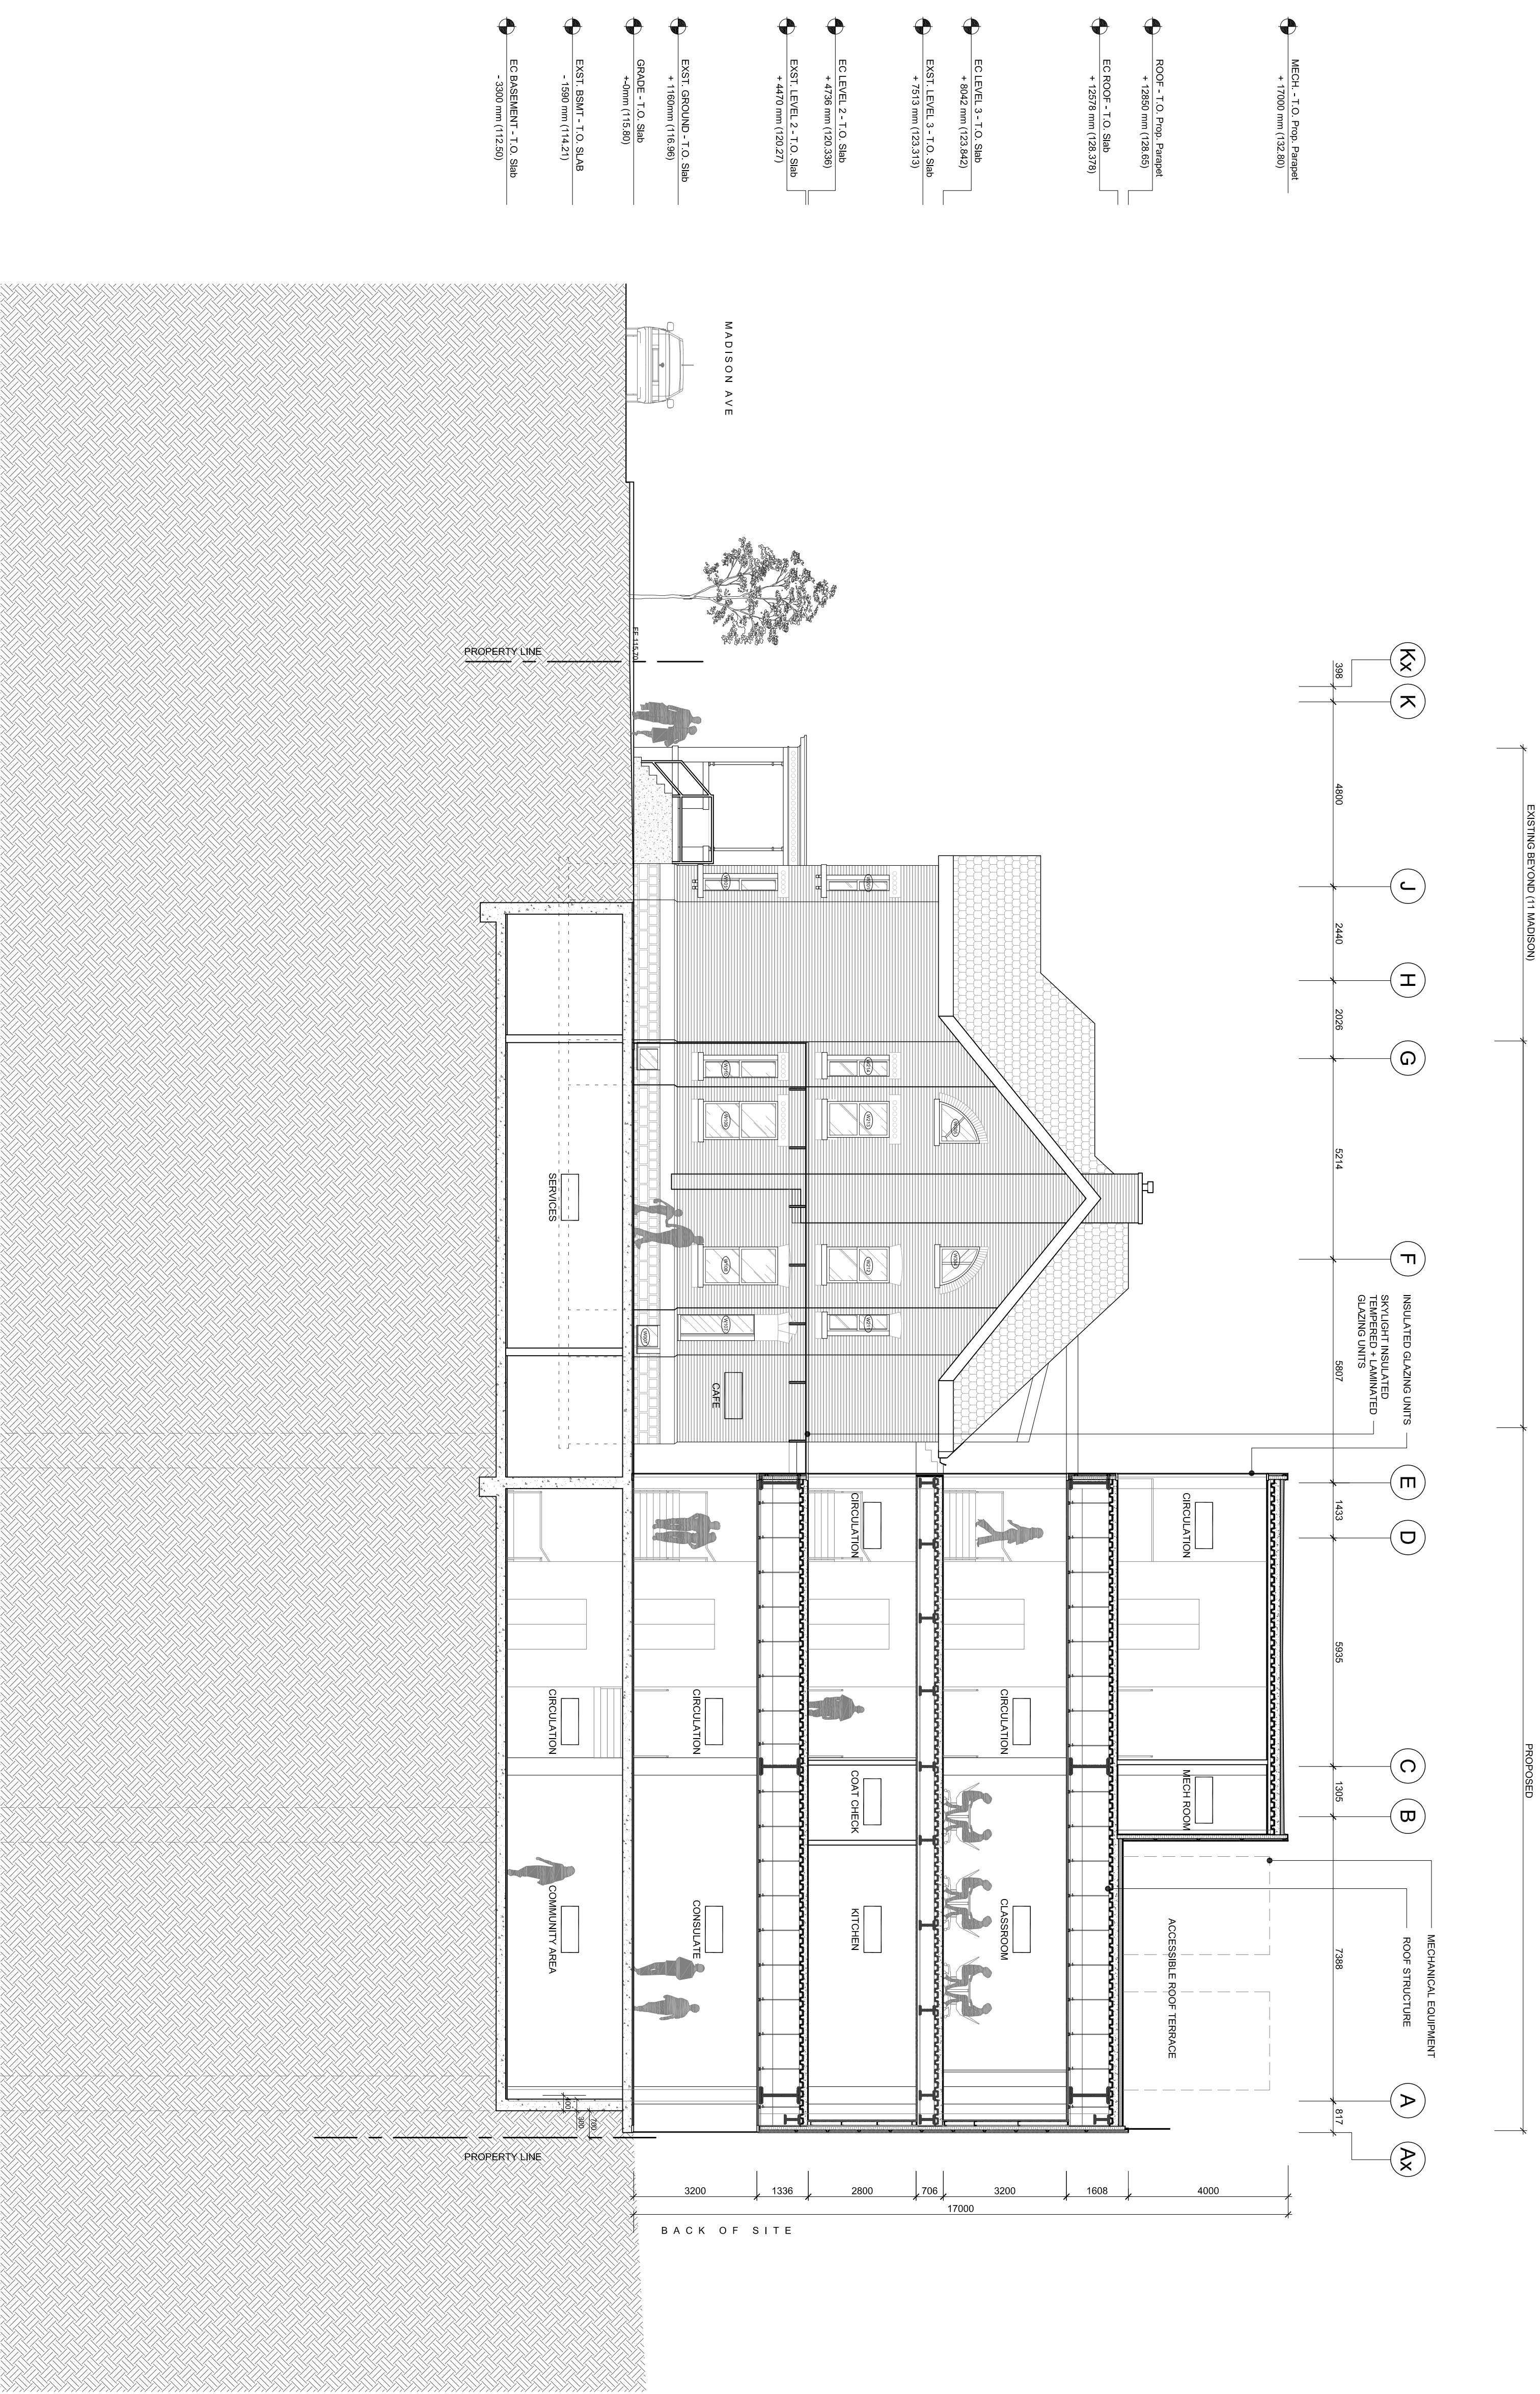 EXISTING BEYOND (11 MADISON)
PROPOSED
Kx
K
J
H
G
F
E
D
C
B
A
Ax
398
4800
2440
2026
5214
5807
1433
5935
1305
7388
817
INSULATED GLAZING UNITS
SKYLIGHT INSULATED
TEMPERED + LAMINATED
GLAZING UNITS
MECHANICAL EQUIPMENT
ROOF STRUCTURE
MECH. - T.O. Prop. Parapet
+ 17000 mm (132.80)
ROOF - T.O. Prop. Parapet
+ 12850 mm (128.65)
EC ROOF - T.O. Slab
+ 12578 mm (128.378)
EC LEVEL 3 - T.O. Slab
+ 8042 mm (123.842)
EXST. LEVEL 3 - T.O. Slab
+ 7513 mm (123.313)
EC LEVEL 2 - T.O. Slab
+ 4736 mm (120.336)
EXST. LEVEL 2 - T.O. Slab
+ 4470 mm (120.27)
EXST. GROUND - T.O. Slab
+ 1160mm (116.96)
GRADE - T.O. Slab
+-0mm (115.80)
EXST. BSMT - T.O. SLAB
- 1590 mm (114.21)
EC BASEMENT - T.O. Slab
- 3300 mm (112.50)
MADISON AVE
PROPERTY LINE
CIRCULATION
MECH ROOM
ACCESSIBLE ROOF TERRACE
CIRCULATION
CLASSROOM
CIRCULATION
COAT CHECK
KITCHEN
CAFE
CIRCULATION
CONSULATE
SERVICES
CIRCULATION
COMMUNITY AREA
400
300
700
PROPERTY LINE
4000
1608
3200
706
2800
1336
3200
17000
BACK OF SITE